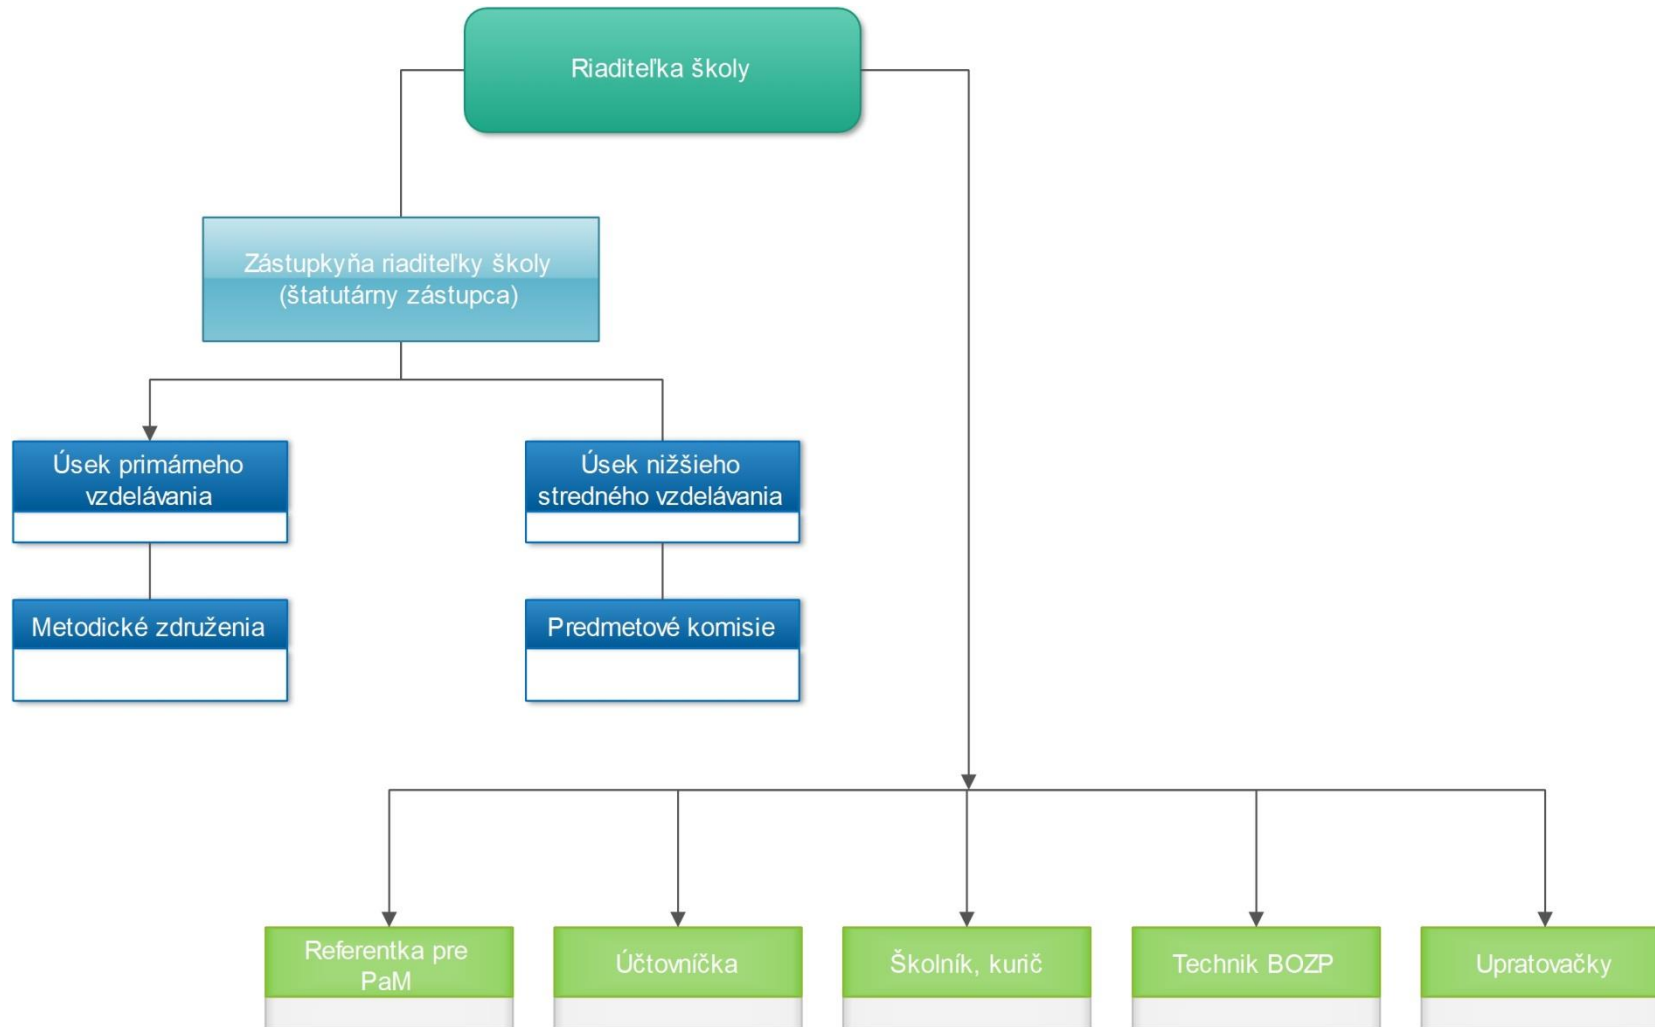 Riaditeľka školy
Zástupkyňa riaditeľky školy
(štatutárny zástupca)
Úsek primárneho
vzdelávania
Úsek nižšieho
stredného vzdelávania
Metodické združenia
Predmetové komisie
Referentka pre
PaM
Účtovníčka
Školník, kurič
Technik BOZP
Upratovačky